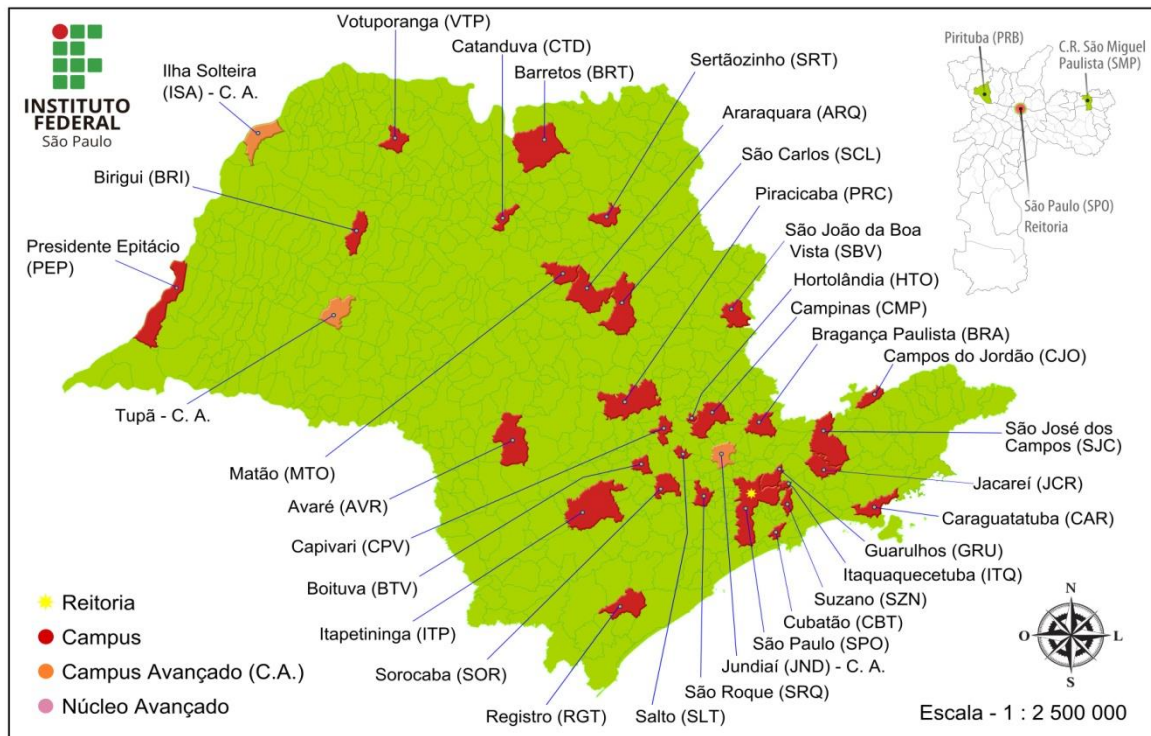 INSTITUTO
FEDERAL
São Paulo
Votuporanga (VTP)
Catanduva (CTD)
Barretos (BRT)
Sertãozinho (SRT)
Ilha Solteira
(ISA) - C. A.
Araraquara (ARQ)
São Carlos (SCL)
Birigui (BRI)
Piracicaba (PRC)
Presidente Epitácio
(PEP)
São João da Boa
Vista (SBV)
Hortolândia (HTO)
Campinas (CMP)
Bragança Paulista (BRA)
Campos do Jordão (CJO)
Pirituba (PRB)
C.R. São Miguel
Paulista (SMP)
São Paulo (SPO)
Reitoria
Tupã - C. A.
Matão (MTO)
Avaré (AVR)
Capivari (CPV)
Boituva (BTV)
Itapetininga (ITP)
Sorocaba (SOR)
Registro (RGT)
São José dos
Campos (SJC)
Jacareí (JCR)
Caraguatatuba (CAR)
Guarulhos (GRU)
Itaquaquecetuba (ITQ)
Suzano (SZN)
Cubatão (CBT)
São Paulo (SPO)
Jundiaí (JND) - C. A.
São Roque (SRQ)
Salto (SLT)
Reitoria
Campus
Campus Avançado (C.A.)
Núcleo Avançado
N
O
L
S
Escala - 1 : 2 500 000